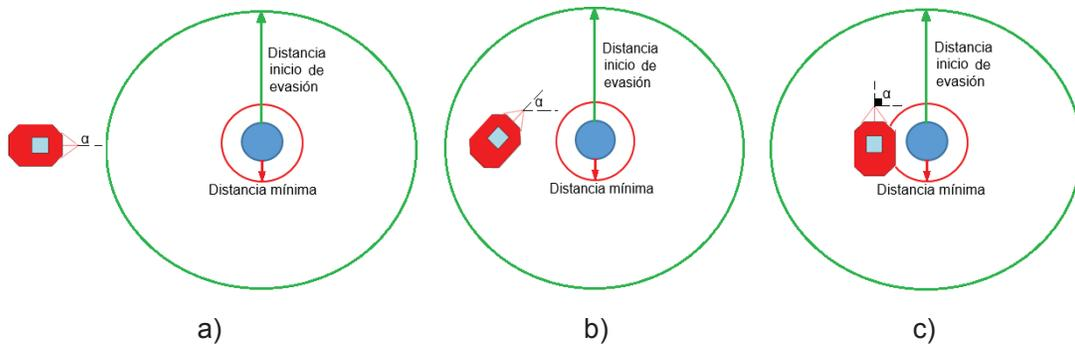 Distancia
inicio de
evasión
α
Distancia mínima
a)
Distancia
inicio de
evasión
α
Distancia mínima
b)
Distancia
inicio de
evasión
α
Distancia mínima
c)